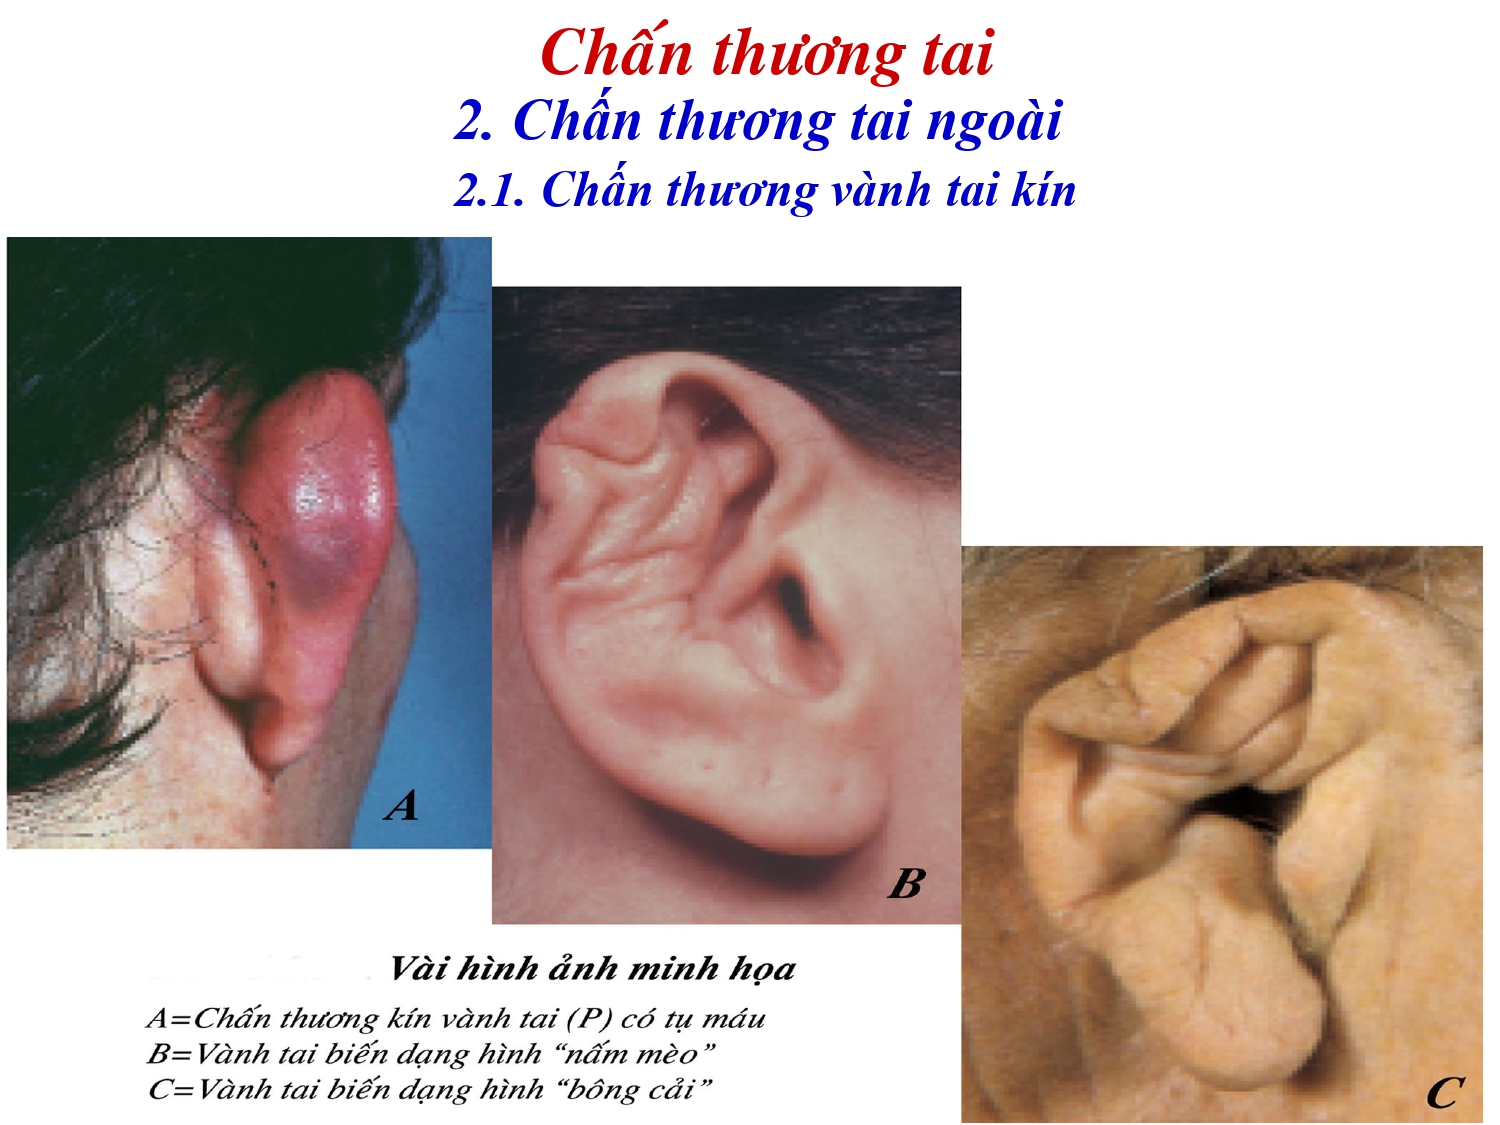 Chấn thương tai
2. Chấn thương tai ngoài
2.1. Chấn thương vành tai kín
A
B
C
Vài hình ảnh minh họa
A=Chấn thương kín vành tai (P) có tụ máu
B=Vành tai biến dạng hình “nấm mèo”
C=Vành tai biến dạng hình “bông cải”